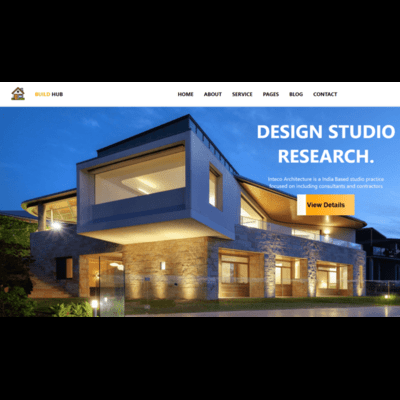 BUILD HUB
HOME ABOUT SERVICE PAGES BLOG CONTACT
DESIGN STUDIO
RESEARCH.
Interio Architecture is a India Based studio practice
focused on including consultants and contractors
View Details